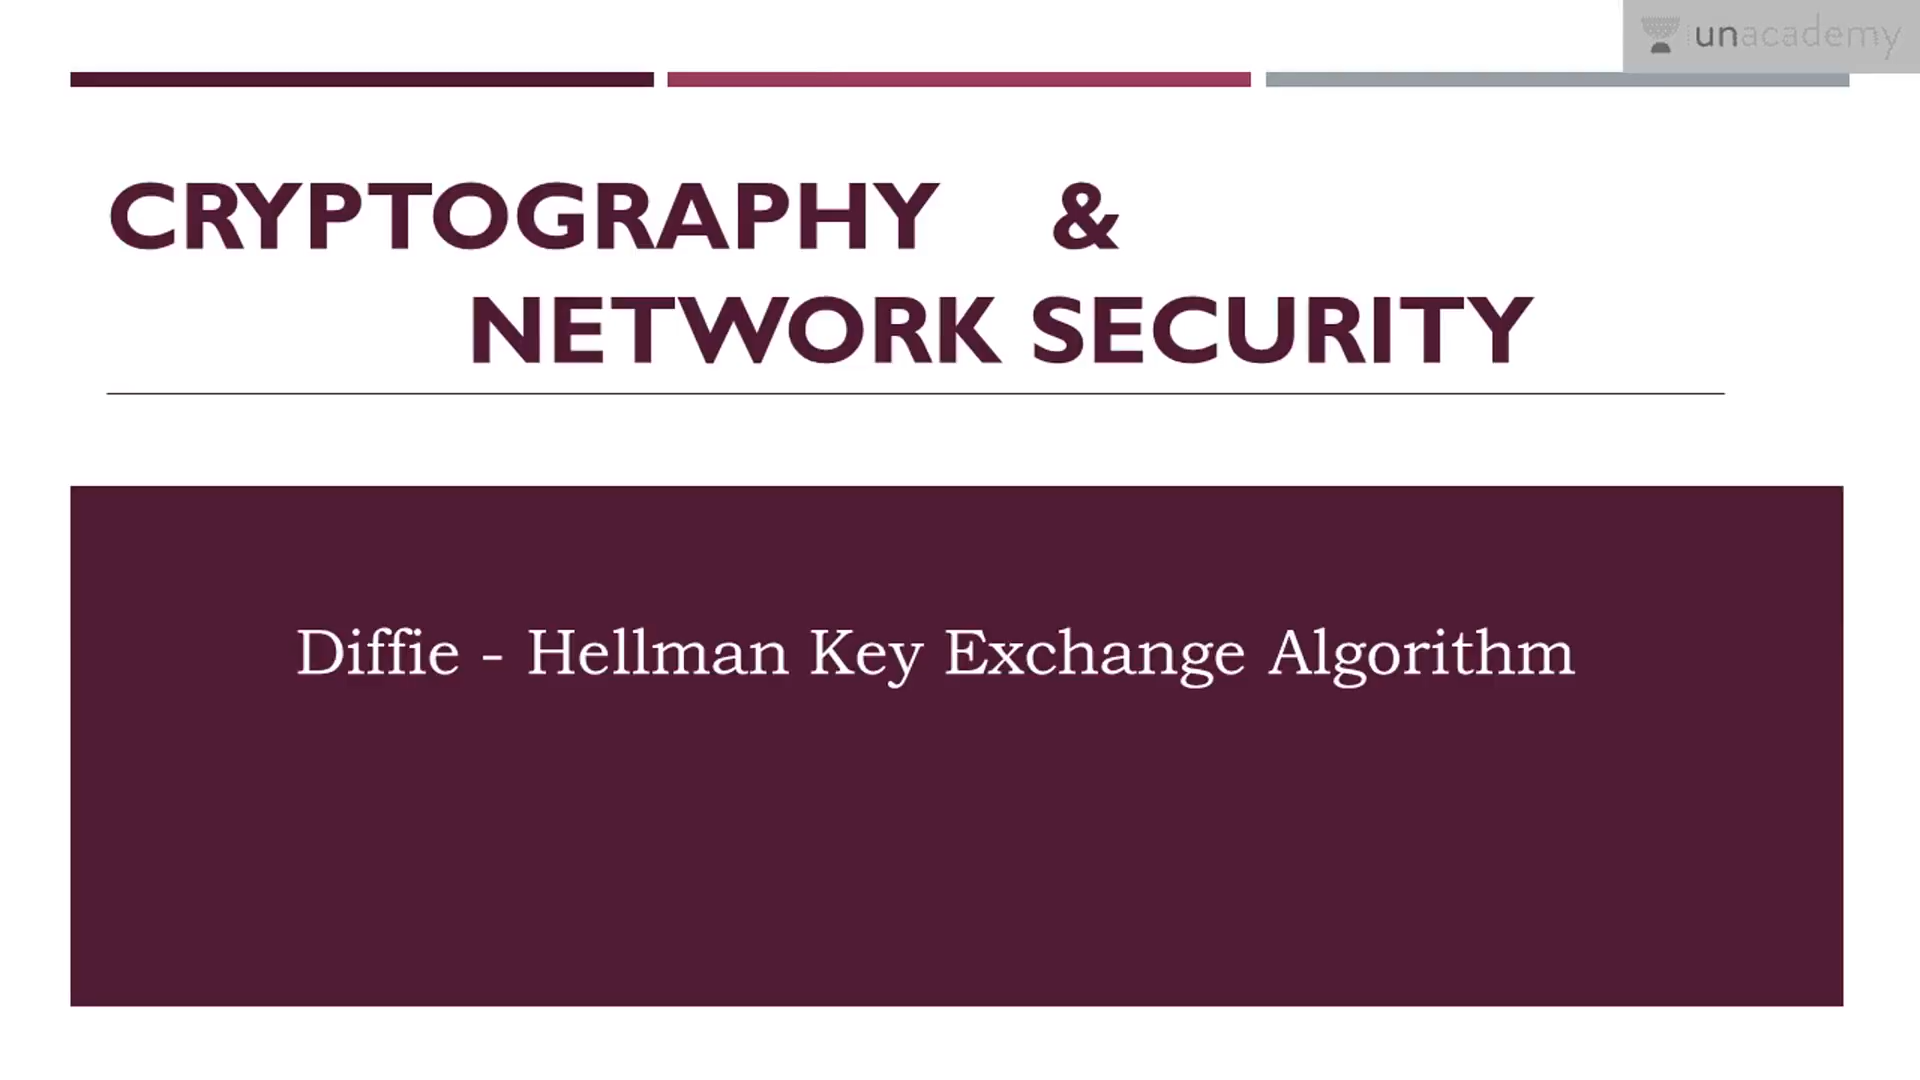 unacademy
CRYPTOGRAPHY &
NETWORK SECURITY
Diffie - Hellman Key Exchange Algorithm